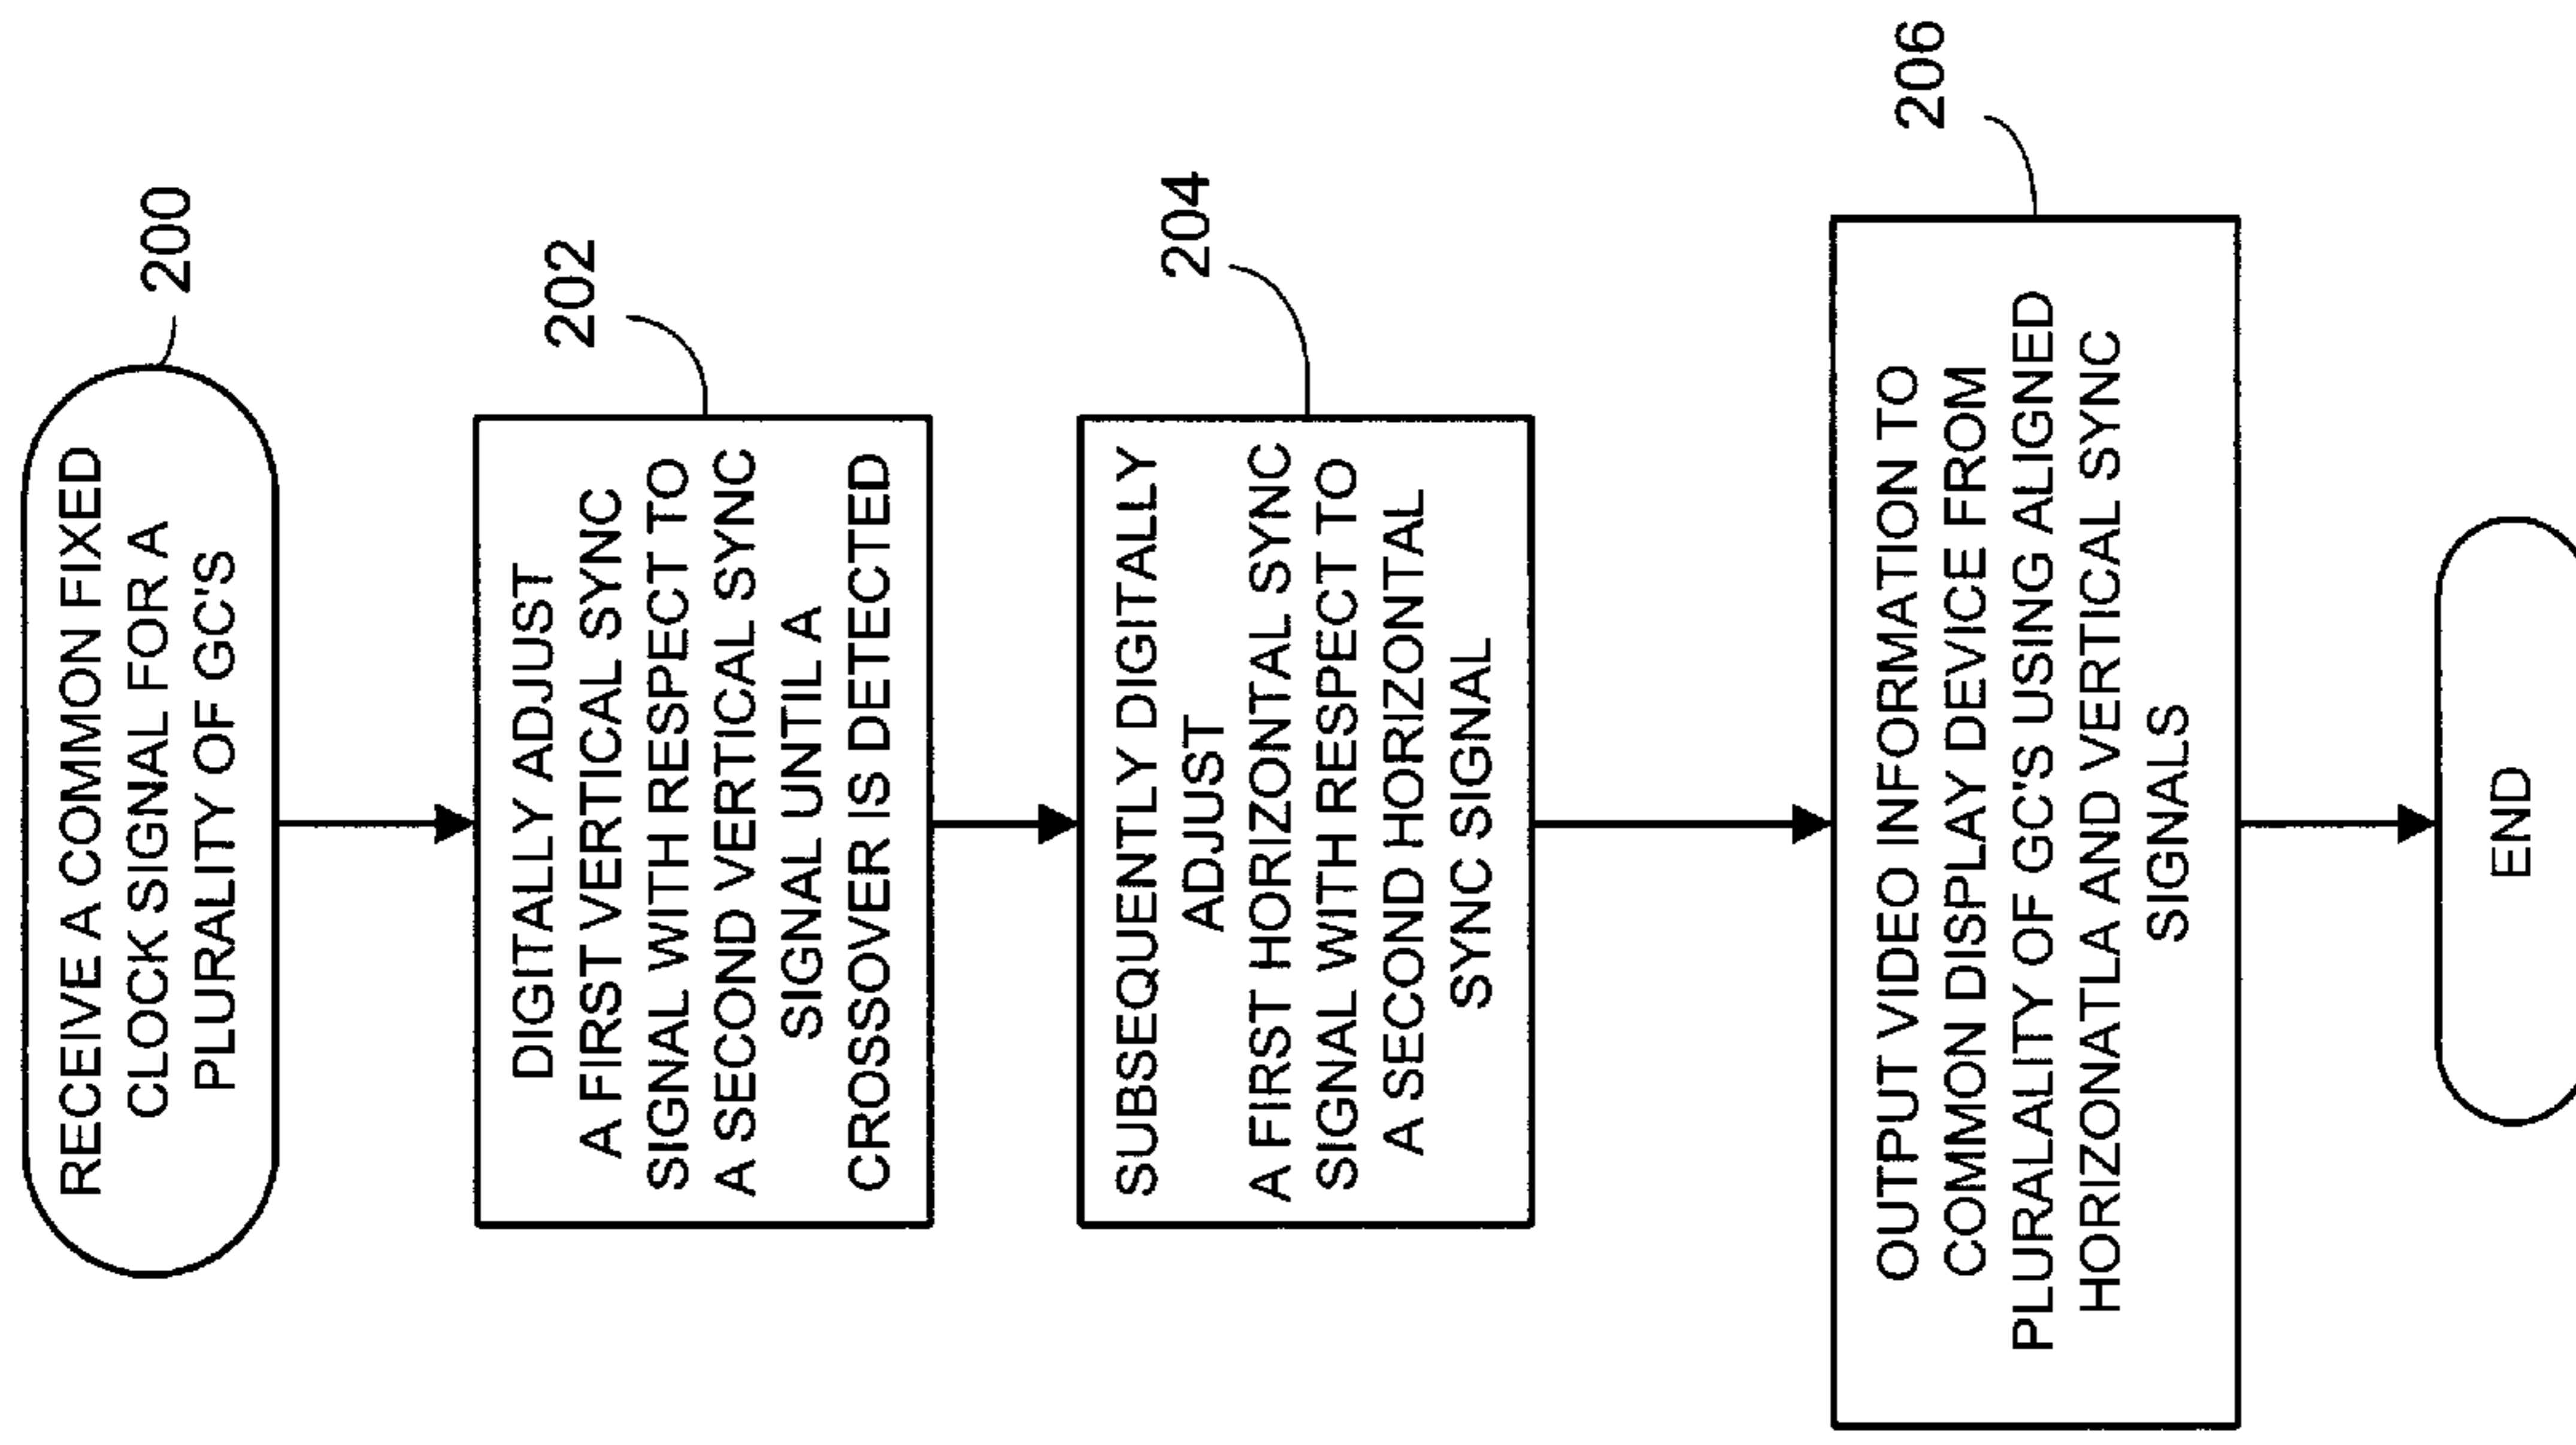 RECEIVE A COMMON FIXED
CLOCK SIGNAL FOR A
PLURALITY OF GC'S
200
DIGITALLY ADJUST
A FIRST VERTICAL SYNC
SIGNAL WITH RESPECT TO
A SECOND VERTICAL SYNC
SIGNAL UNTIL A
CROSSOVER IS DETECTED
202
SUBSEQUENTLY DIGITALLY
ADJUST
A FIRST HORIZONTAL SYNC
SIGNAL WITH RESPECT TO
A SECOND HORIZONTAL
SYNC SIGNAL
204
OUTPUT VIDEO INFORMATION TO
COMMON DISPLAY DEVICE FROM
PLURALALITY OF GC'S USING ALIGNED
HORIZONATLA AND VERTICAL SYNC
SIGNALS
206
END